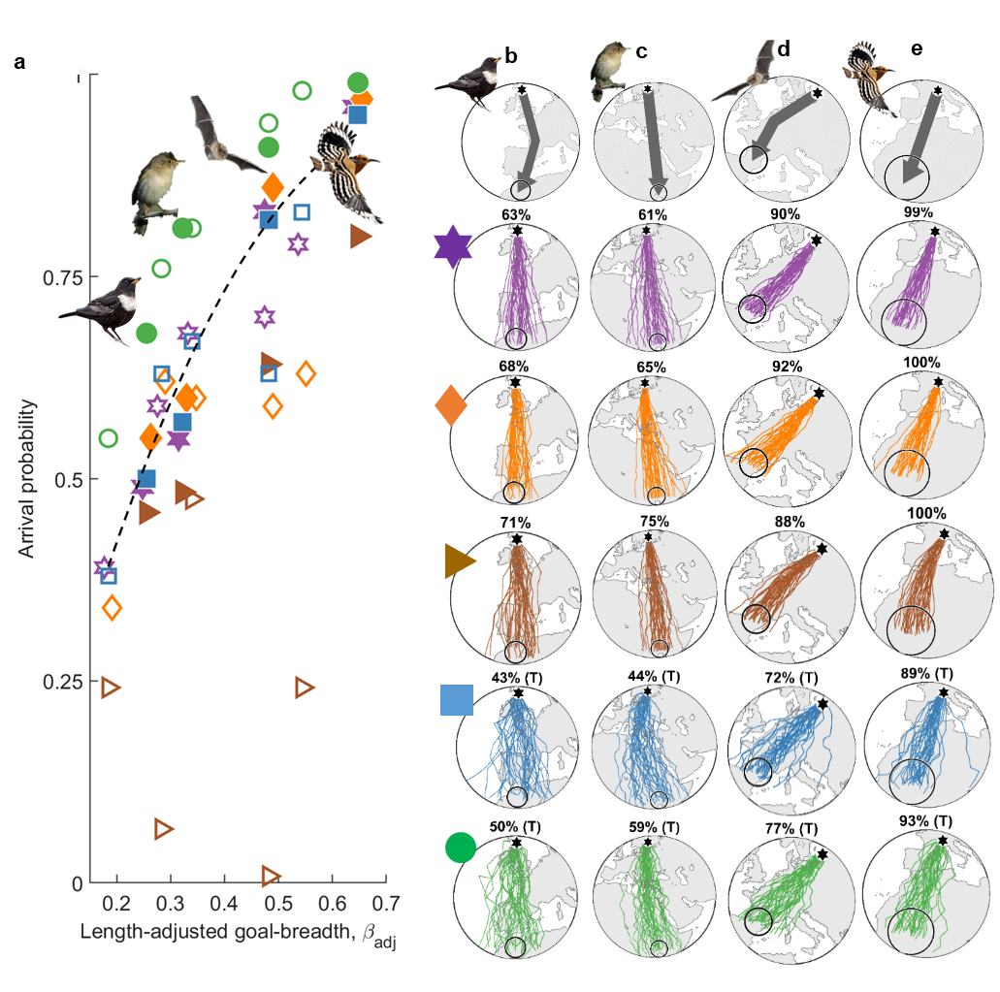 a
b
c
d
e
0.75
0.5
0.25
0
Arrival probability
0.2 0.3 0.4 0.5 0.6 0.7
Length-adjusted goal-breadth, βadj
63% 61% 90% 99%
68% 65% 92% 100%
71% 75% 88% 100%
43% (T) 44% (T) 72% (T) 89% (T)
50% (T) 59% (T) 77% (T) 93% (T)